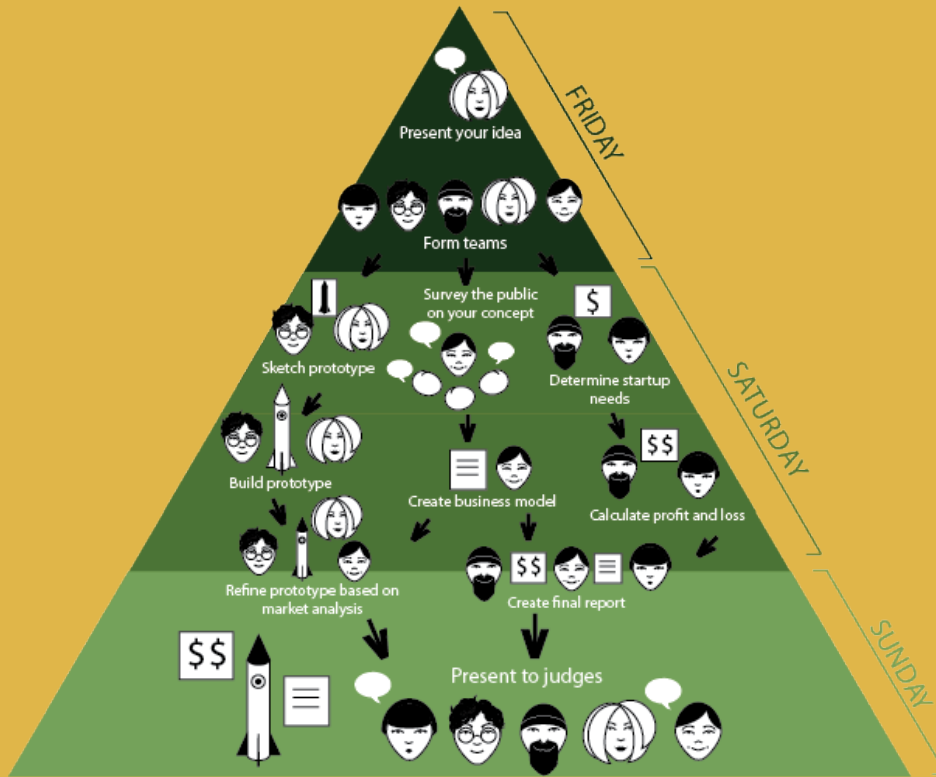 Present your idea
FRIDAY
Form teams
Survey the public
on your concept
$
Sketch prototype
Determine startup
needs
SATURDAY
$$
Build prototype
Create business model
Calculate profit and loss
$$
Refine prototype based on
market analysis
Create final report
SUNDAY
$$
Present to judges